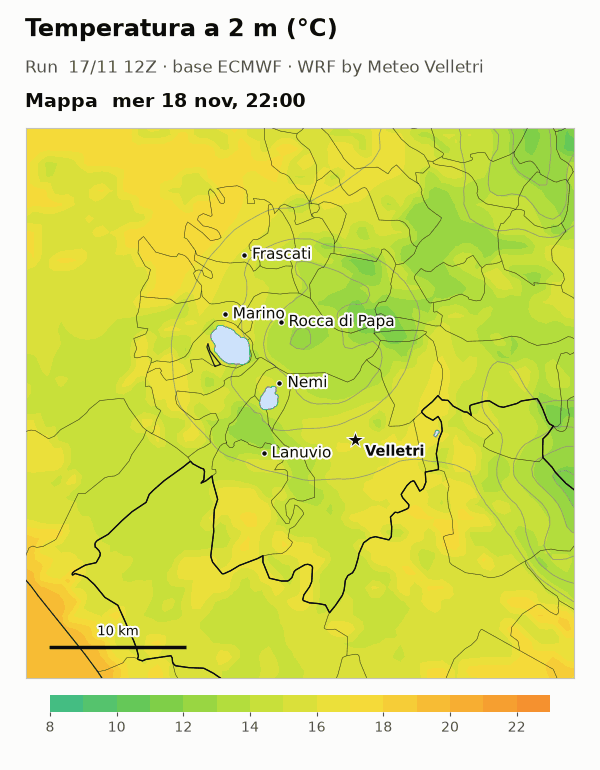 Temperatura a 2 m (°C)
Run  17/11 12Z · base ECMWF · WRF by Meteo Velletri
Mappa  mer 18 nov, 22:00
Frascati
Marino
Rocca di Papa
Nemi
Velletri
Lanuvio
10 km
8 10 12 14 16 18 20 22